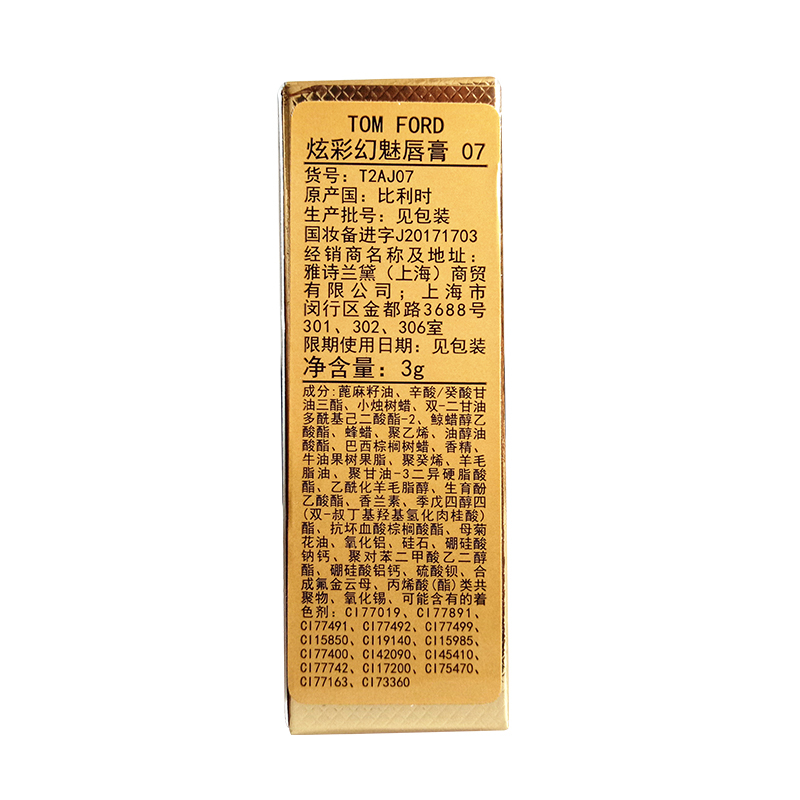 TOM FORD
炫彩幻魅唇膏 07
货号：T2AJ07
原产国：比利时
生产批号：见包装
国妆备进字J20171703
经销商名称及地址：
雅诗兰黛（上海）商贸
有限公司；上海市
闵行区金都路3688号
301、302、306室
限期使用日期：见包装
净含量：3g
成分:蓖麻籽油、辛酸/癸酸甘
油三酯、小烛树蜡、双-二甘油
多酰基己二酸酯-2、鲸蜡醇乙
酸酯、蜂蜡、聚乙烯、油醇油
酸酯、巴西棕榈树蜡、香精、
牛油果树果脂、聚癸烯、羊毛
脂油、聚甘油-3二异硬脂酸
酯、乙酰化羊毛脂醇、生育酚
乙酸酯、香兰素、季戊四醇四
(双-叔丁基羟基氢化肉桂酸)
酯、抗坏血酸棕榈酸酯、母菊
花油、氧化铝、硅石、硼硅酸
钠钙、聚对苯二甲酸乙二醇
酯、硼硅酸铝钙、硫酸钡、合
成氟金云母、丙烯酸(酯)类共
聚物、氧化锡、可能含有的着
色剂：CI77019、CI77891、
CI77491、CI77492、CI77499、
CI15850、CI19140、CI15985、
CI77400、CI42090、CI45410、
CI77742、CI17200、CI75470、
CI77163、CI73360